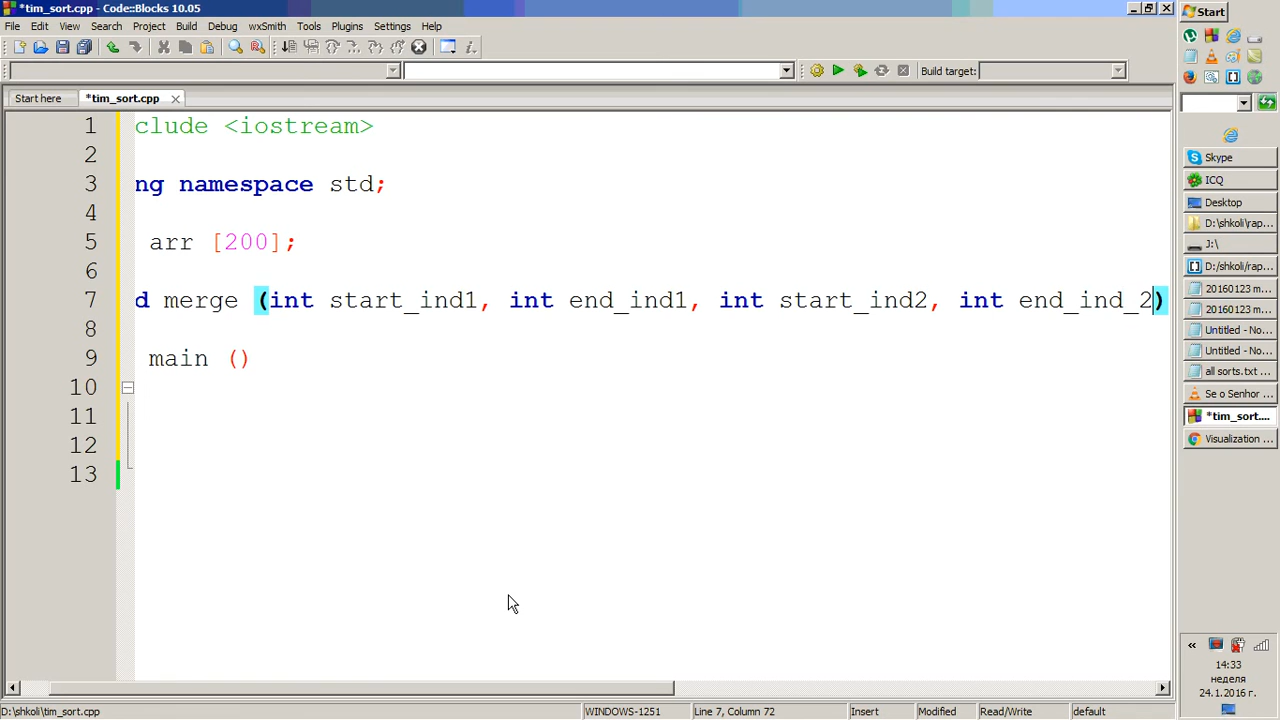 *tim_sort.cpp - Code::Blocks 10.05
Start
File Edit View Search Project Build Debug wxSmith Tools Plugins Settings Help
Build target:
Start here *tim_sort.cpp
1 clude <iostream>
2
3 ng namespace std;
4
5 arr [200];
6
7 d merge (int start_ind1, int end_ind1, int start_ind2, int end_ind_2)
8
9 main ()
10
11
12
13
Skype
ICQ
Desktop
D:\shkoli\rap...
J:\
D:/shkoli/rap...
20160123 m...
20160123 m...
Untitled - No...
Untitled - No...
all sorts.txt ...
Se o Senhor ...
*tim_sort....
Visualization ...
14:33
неделя
24.1.2016 г.
D:\shkoli\tim_sort.cpp WINDOWS-1251 Line 7, Column 72 Insert Modified Read/Write default